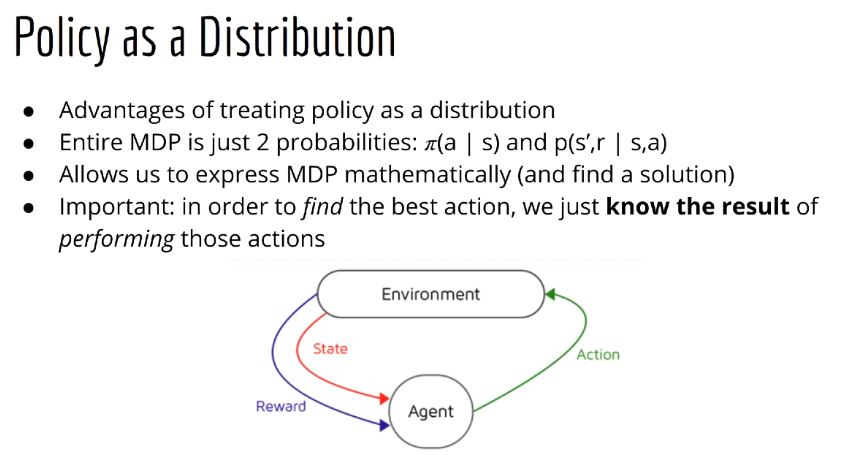 Policy as a Distribution
● Advantages of treating policy as a distribution
● Entire MDP is just 2 probabilities: π(a | s) and p(s’,r | s,a)
● Allows us to express MDP mathematically (and find a solution)
● Important: in order to find the best action, we just know the result of
performing those actions
Environment
State
Action
Reward
Agent